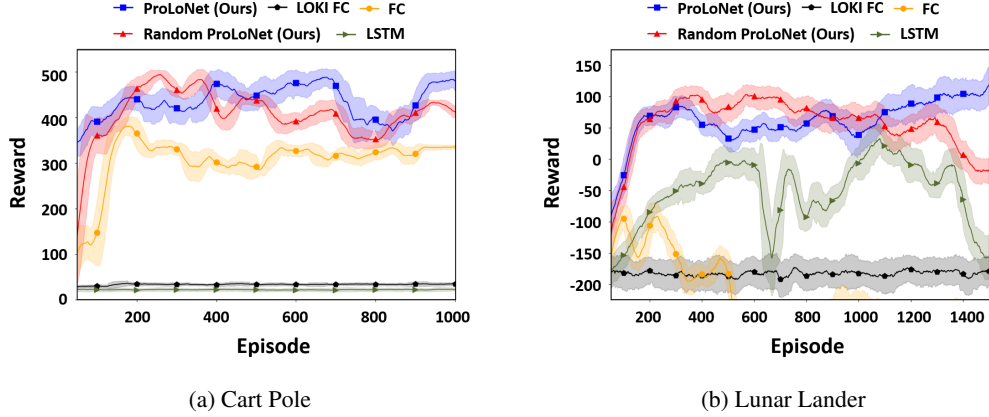 ProLoNet (Ours) LOKI FC FC
Random ProLoNet (Ours) LSTM
500
400
300
200
100
0
Reward
200 400 600 800 1000
Episode
(a) Cart Pole
ProLoNet (Ours) LOKI FC FC
Random ProLoNet (Ours) LSTM
150
100
50
0
-50
-100
-150
-200
Reward
200 400 600 800 1000 1200 1400
Episode
(b) Lunar Lander